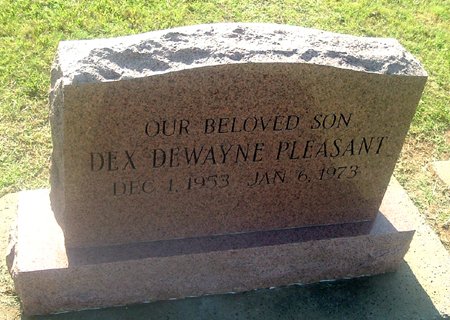 OUR BELOVED SON
DEX DEWAYNE PLEASANT
DEC 1, 1953 JAN 6, 1973